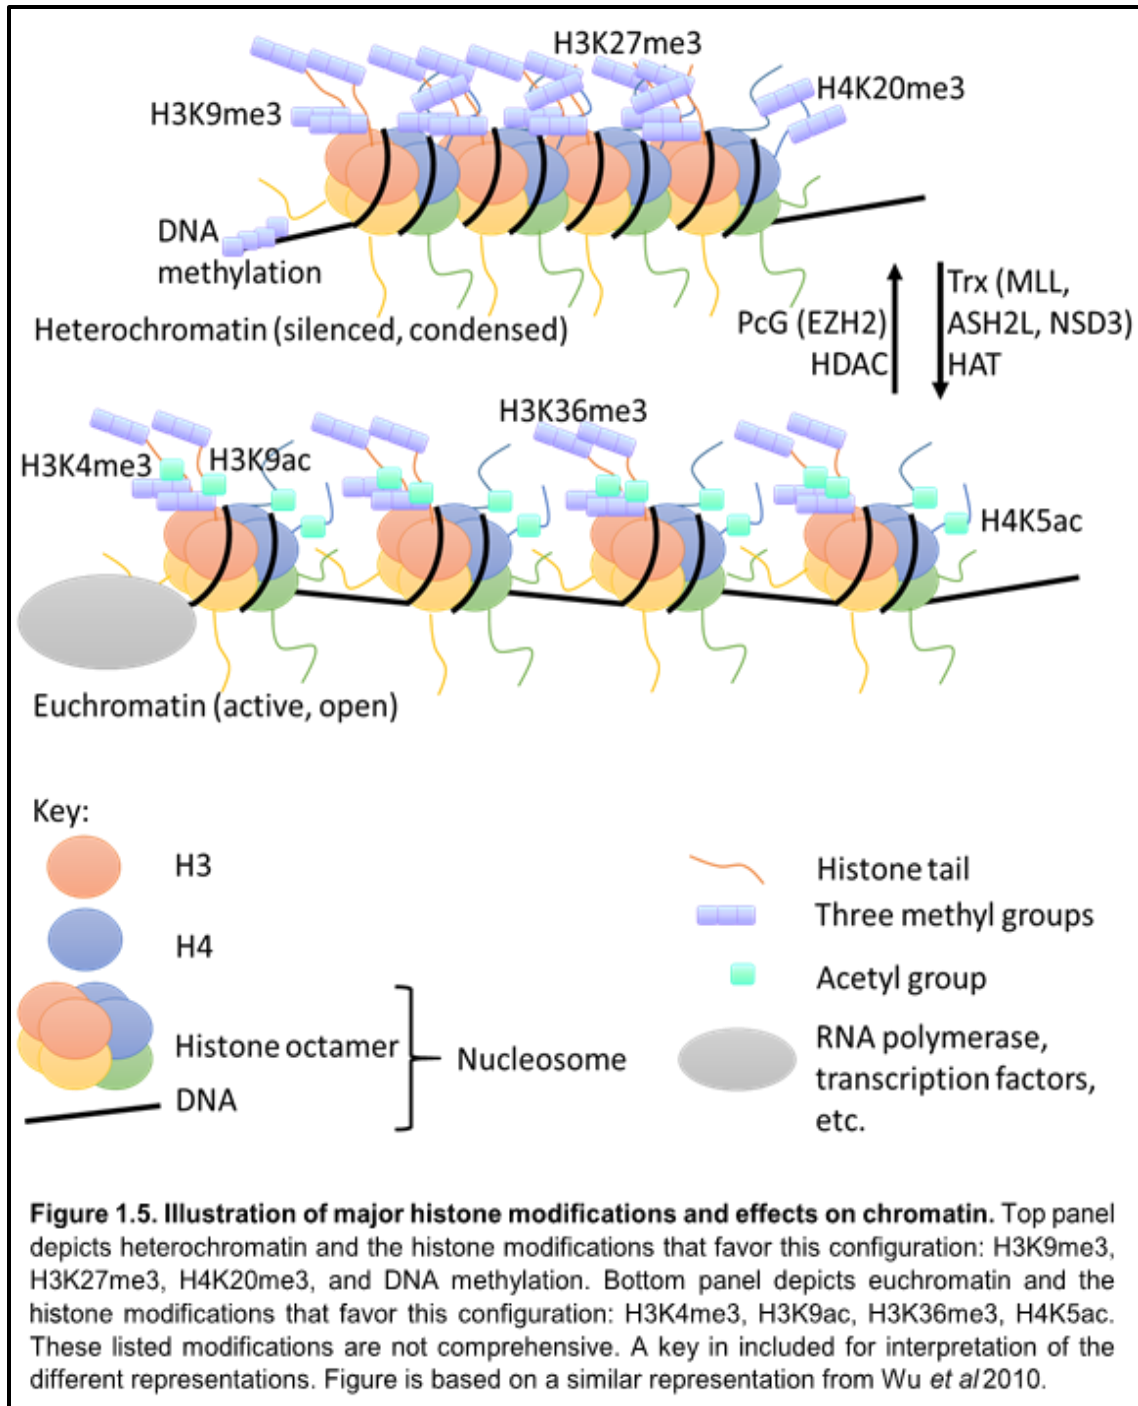 H3K27me3
H4K20me3
H3K9me3
DNA
methylation
Heterochromatin (silenced, condensed)
PcG (EZH2)
HDAC
Trx (MLL,
ASH2L, NSD3)
HAT
H3K36me3
H3K4me3
H3K9ac
H4K5ac
Euchromatin (active, open)
Key:
H3
H4
Histone octamer
DNA
Nucleosome
Histone tail
Three methyl groups
Acetyl group
RNA polymerase,
transcription factors,
etc.
Figure 1.5. Illustration of major histone modifications and effects on chromatin. Top panel
depicts heterochromatin and the histone modifications that favor this configuration: H3K9me3,
H3K27me3, H4K20me3, and DNA methylation. Bottom panel depicts euchromatin and the
histone modifications that favor this configuration: H3K4me3, H3K9ac, H3K36me3, H4K5ac.
These listed modifications are not comprehensive. A key in included for interpretation of the
different representations. Figure is based on a similar representation from Wu et al 2010.